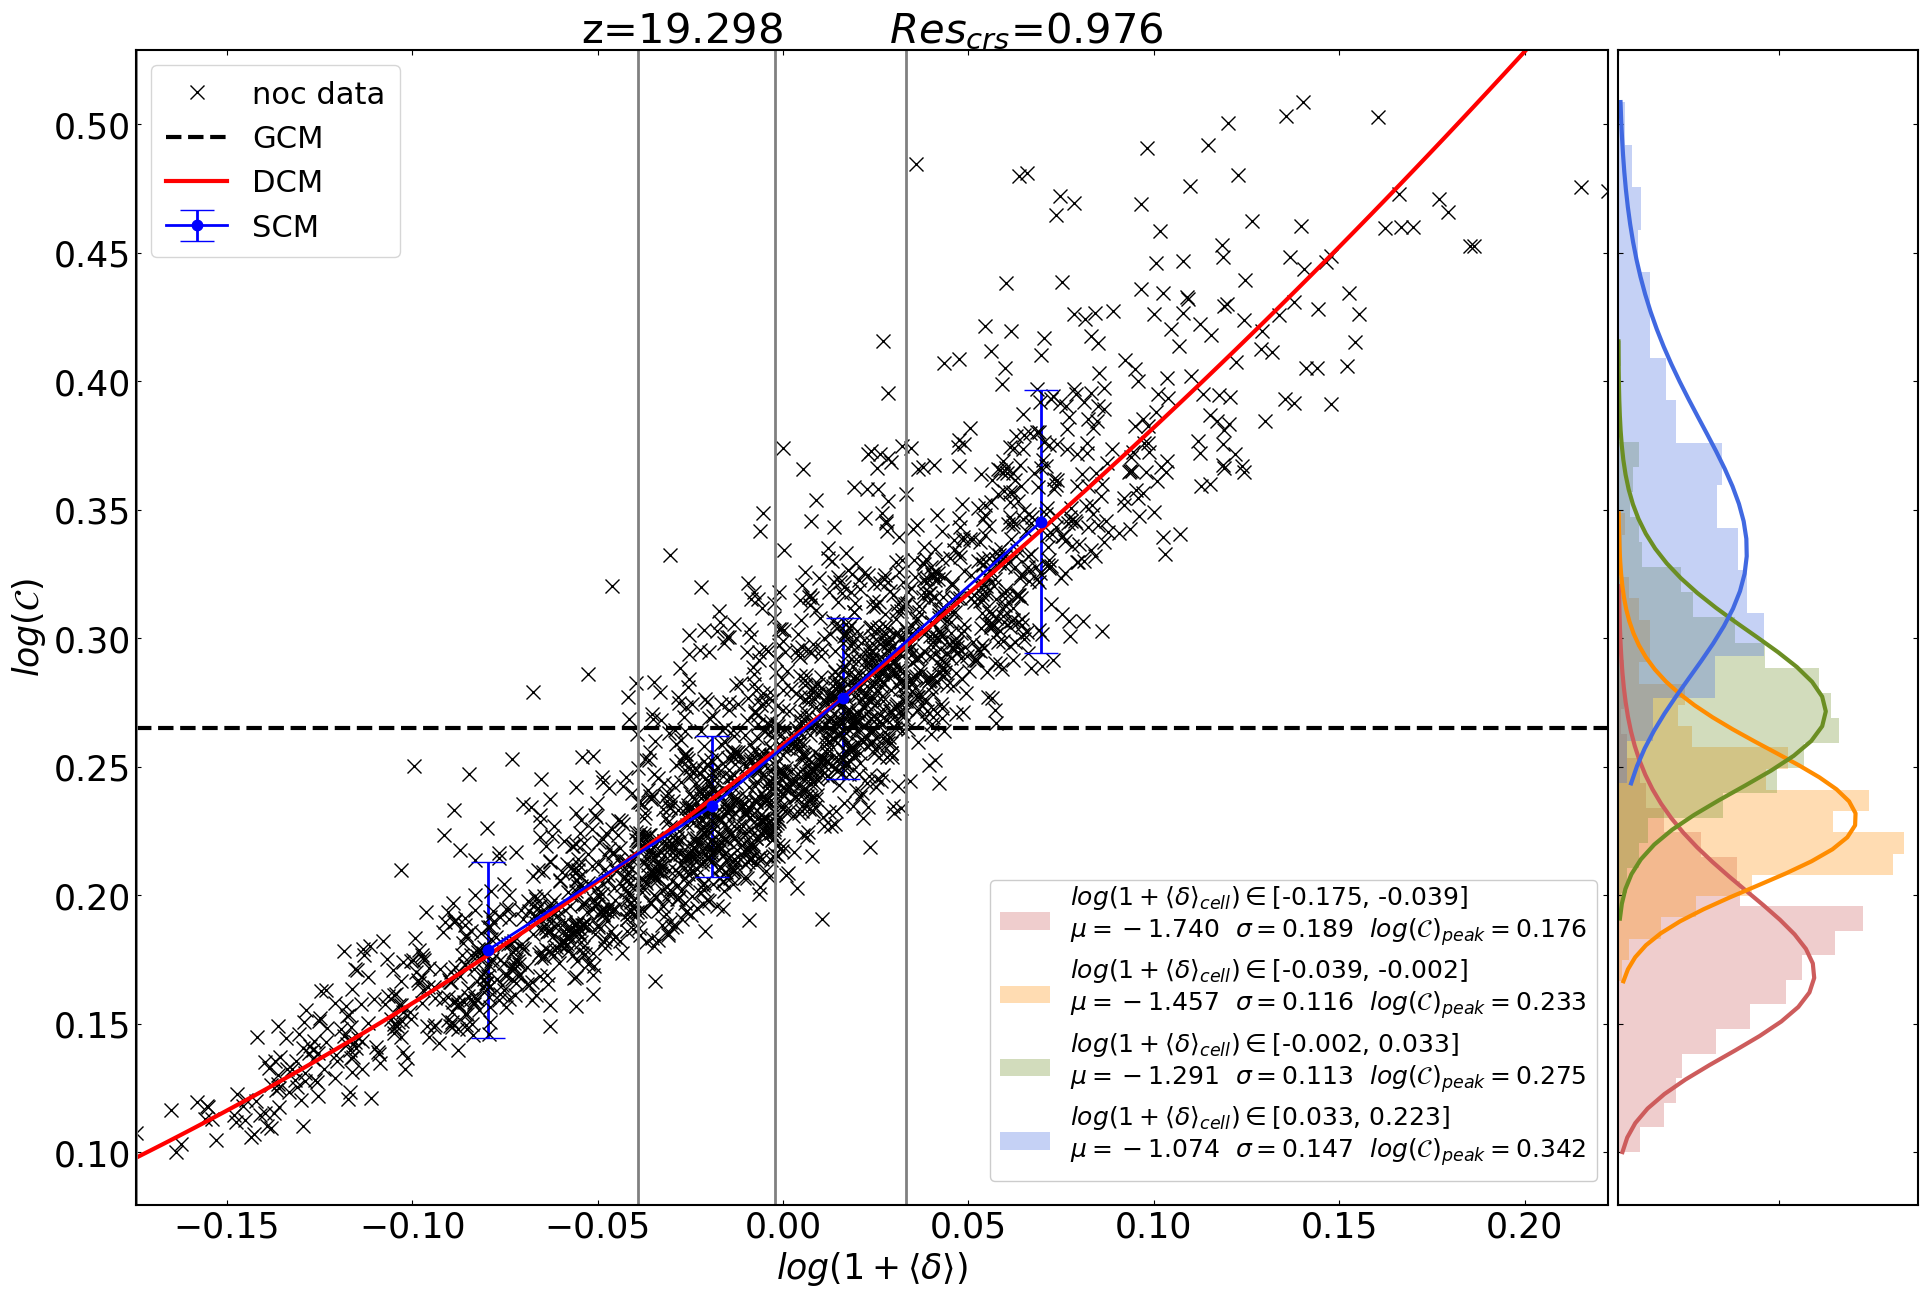 z=19.298 Res_crs=0.976
noc data
GCM
DCM
SCM
0.50
0.45
0.40
0.35
0.30
0.25
0.20
0.15
0.10
log(𝒞)
log(1 + ⟨δ⟩_cell) ∈ [-0.175, -0.039]
μ = −1.740 σ = 0.189 log(𝒞)_peak = 0.176
log(1 + ⟨δ⟩_cell) ∈ [-0.039, -0.002]
μ = −1.457 σ = 0.116 log(𝒞)_peak = 0.233
log(1 + ⟨δ⟩_cell) ∈ [-0.002, 0.033]
μ = −1.291 σ = 0.113 log(𝒞)_peak = 0.275
log(1 + ⟨δ⟩_cell) ∈ [0.033, 0.223]
μ = −1.074 σ = 0.147 log(𝒞)_peak = 0.342
−0.15 −0.10 −0.05 0.00 0.05 0.10 0.15 0.20
log(1 + ⟨δ⟩)